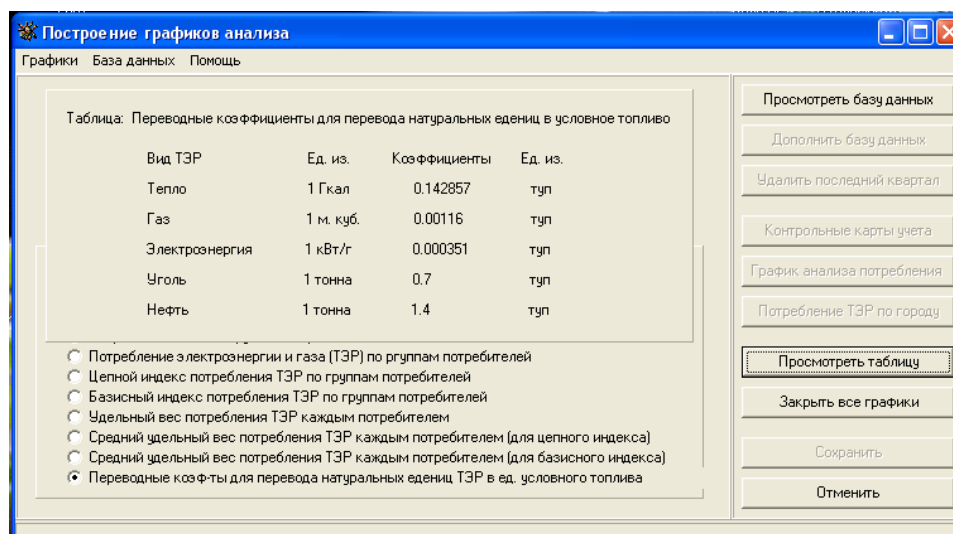 Построение графиков анализа
Графики База данных Помощь
Таблица: Переводные коэффициенты для перевода натуральных едениц в условное топливо
Вид ТЭР Ед. из. Коэффициенты Ед. из.
Тепло 1 Гкал 0.142857 туп
Газ 1 м. куб. 0.00116 туп
Электроэнергия 1 кВт/г 0.000351 туп
Уголь 1 тонна 0.7 туп
Нефть 1 тонна 1.4 туп
Потребление электроэнергии и газа (ТЭР) по ргуппам потребителей
Цепной индекс потребления ТЭР по группам потребителей
Базисный индекс потребления ТЭР по группам потребителей
Удельный вес потребления ТЭР каждым потребителем
Средний удельный вес потребления ТЭР каждым потребителем (для цепного индекса)
Средний удельный вес потребления ТЭР каждым потребителем (для базисного индекса)
Переводные коэф-ты для перевода натуральных едениц ТЭР в ед. условного топлива
Просмотреть базу данных
Дополнить базу данных
Удалить последний квартал
Контрольные карты учета
График анализа потребления
Потребление ТЭР по городу
Просмотреть таблицу
Закрыть все графики
Сохранить
Отменить